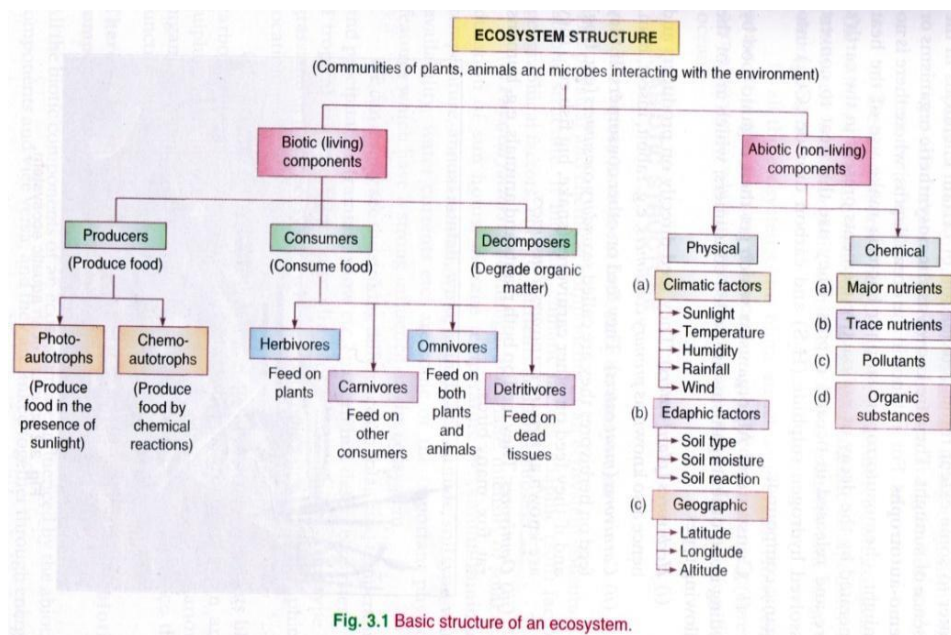 ECOSYSTEM STRUCTURE
(Communities of plants, animals and microbes interacting with the environment)
Biotic (living)
components
Abiotic (non-living)
components
Producers
(Produce food)
Consumers
(Consume food)
Decomposers
(Degrade organic
matter)
Photo-
autotrophs
(Produce
food in the
presence of
sunlight)
Chemo-
autotrophs
(Produce
food by
chemical
reactions)
Herbivores
Feed on
plants
Carnivores
Feed on
other
consumers
Omnivores
Feed on
both
plants
and
animals
Detritivores
Feed on
dead
tissues
Physical
(a) Climatic factors
Sunlight
Temperature
Humidity
Rainfall
Wind
(b) Edaphic factors
Soil type
Soil moisture
Soil reaction
(c) Geographic
Latitude
Longitude
Altitude
Chemical
(a) Major nutrients
(b) Trace nutrients
(c) Pollutants
(d) Organic
substances
Fig. 3.1 Basic structure of an ecosystem.